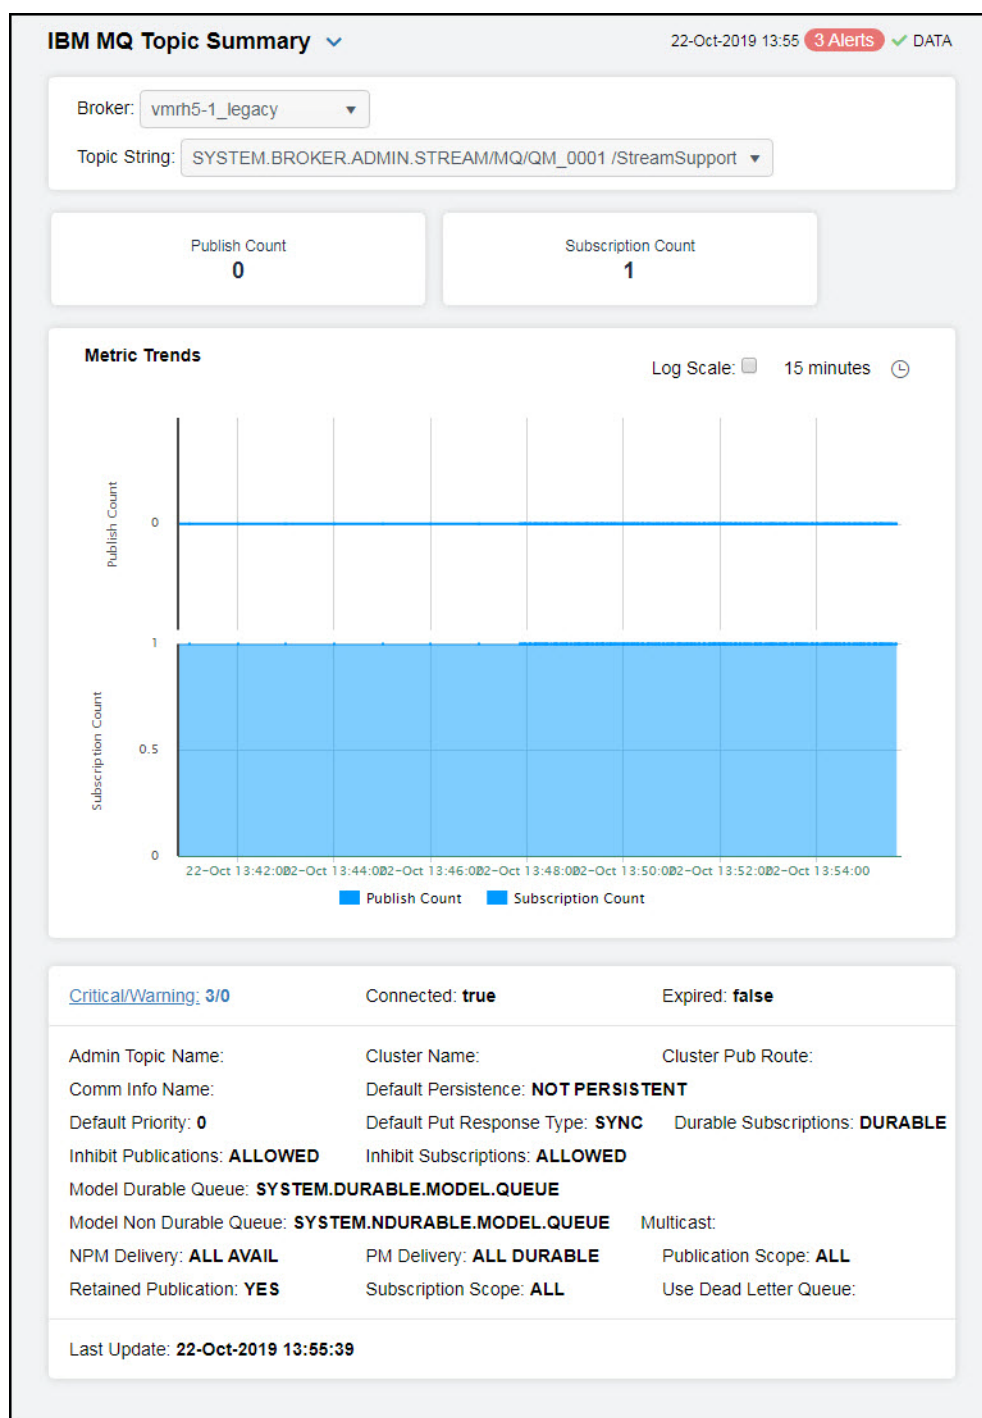 IBM MQ Topic Summary
22-Oct-2019 13:55 3 Alerts DATA
Broker: vmrh5-1_legacy
Topic String: SYSTEM.BROKER.ADMIN.STREAM/MQ/QM_0001 /StreamSupport
Publish Count
0
Subscription Count
1
Metric Trends
Log Scale: 15 minutes
Publish Count
0
Subscription Count
1
0.5
0
22-Oct 13:42:00 22-Oct 13:44:00 22-Oct 13:46:00 22-Oct 13:48:00 22-Oct 13:50:00 22-Oct 13:52:00 22-Oct 13:54:00
Publish Count Subscription Count
Critical/Warning: 3/0 Connected: true Expired: false
Admin Topic Name: Cluster Name: Cluster Pub Route:
Comm Info Name: Default Persistence: NOT PERSISTENT
Default Priority: 0 Default Put Response Type: SYNC Durable Subscriptions: DURABLE
Inhibit Publications: ALLOWED Inhibit Subscriptions: ALLOWED
Model Durable Queue: SYSTEM.DURABLE.MODEL.QUEUE
Model Non Durable Queue: SYSTEM.NDURABLE.MODEL.QUEUE Multicast:
NPM Delivery: ALL AVAIL PM Delivery: ALL DURABLE Publication Scope: ALL
Retained Publication: YES Subscription Scope: ALL Use Dead Letter Queue:
Last Update: 22-Oct-2019 13:55:39